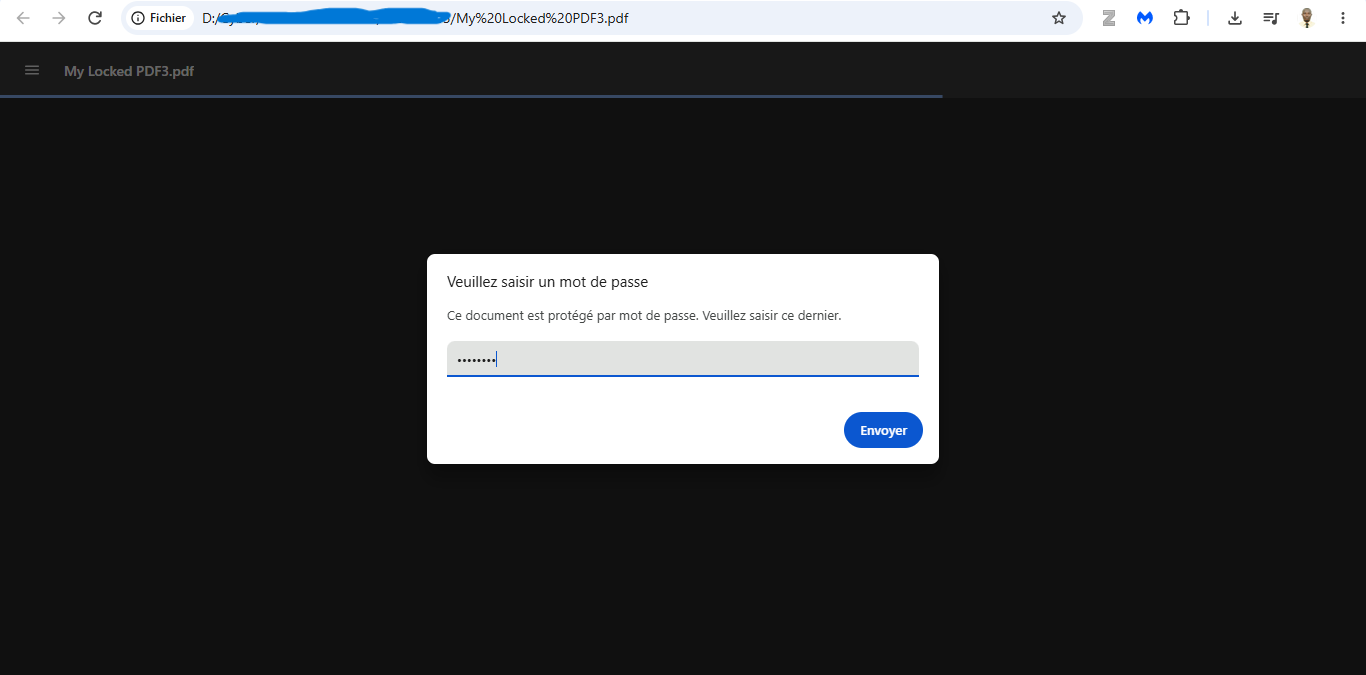 Fichier D:/ /My%20Locked%20PDF3.pdf
My Locked PDF3.pdf
Veuillez saisir un mot de passe
Ce document est protégé par mot de passe. Veuillez saisir ce dernier.
••••••••
Envoyer